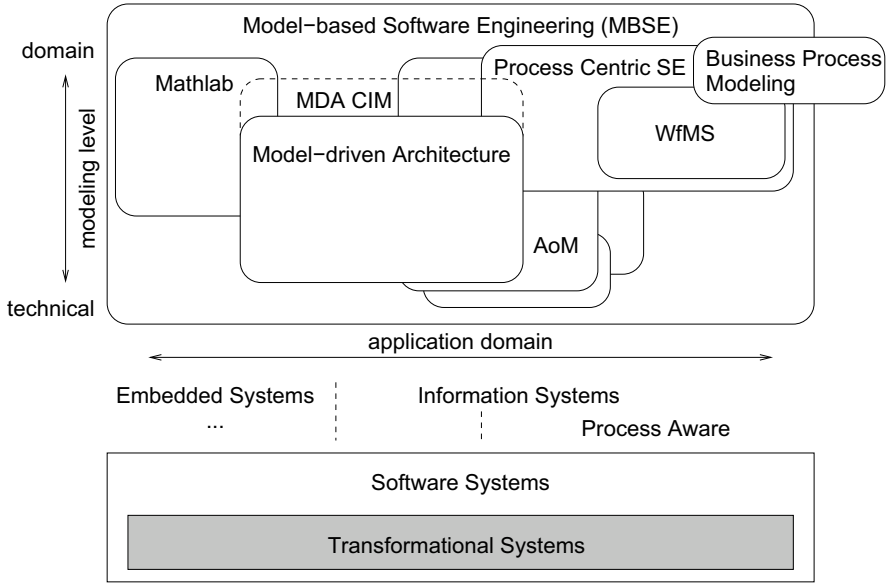 Model-based Software Engineering (MBSE)
domain
Mathlab
Process Centric SE
Business Process
Modeling
MDA CIM
WfMS
Model-driven Architecture
modeling level
AoM
technical
application domain
Embedded Systems
Information Systems
...
Process Aware
Software Systems
Transformational Systems